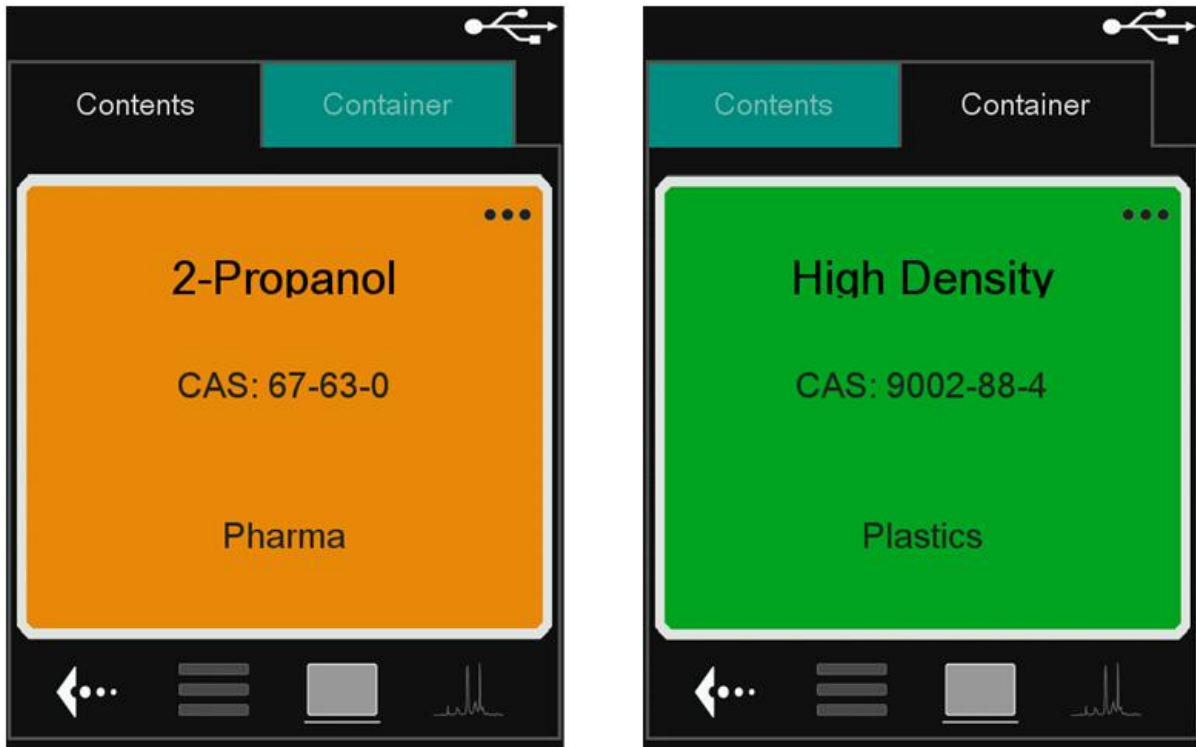 Contents
Container
2-Propanol
CAS: 67-63-0
Pharma
Contents
Container
High Density
CAS: 9002-88-4
Plastics